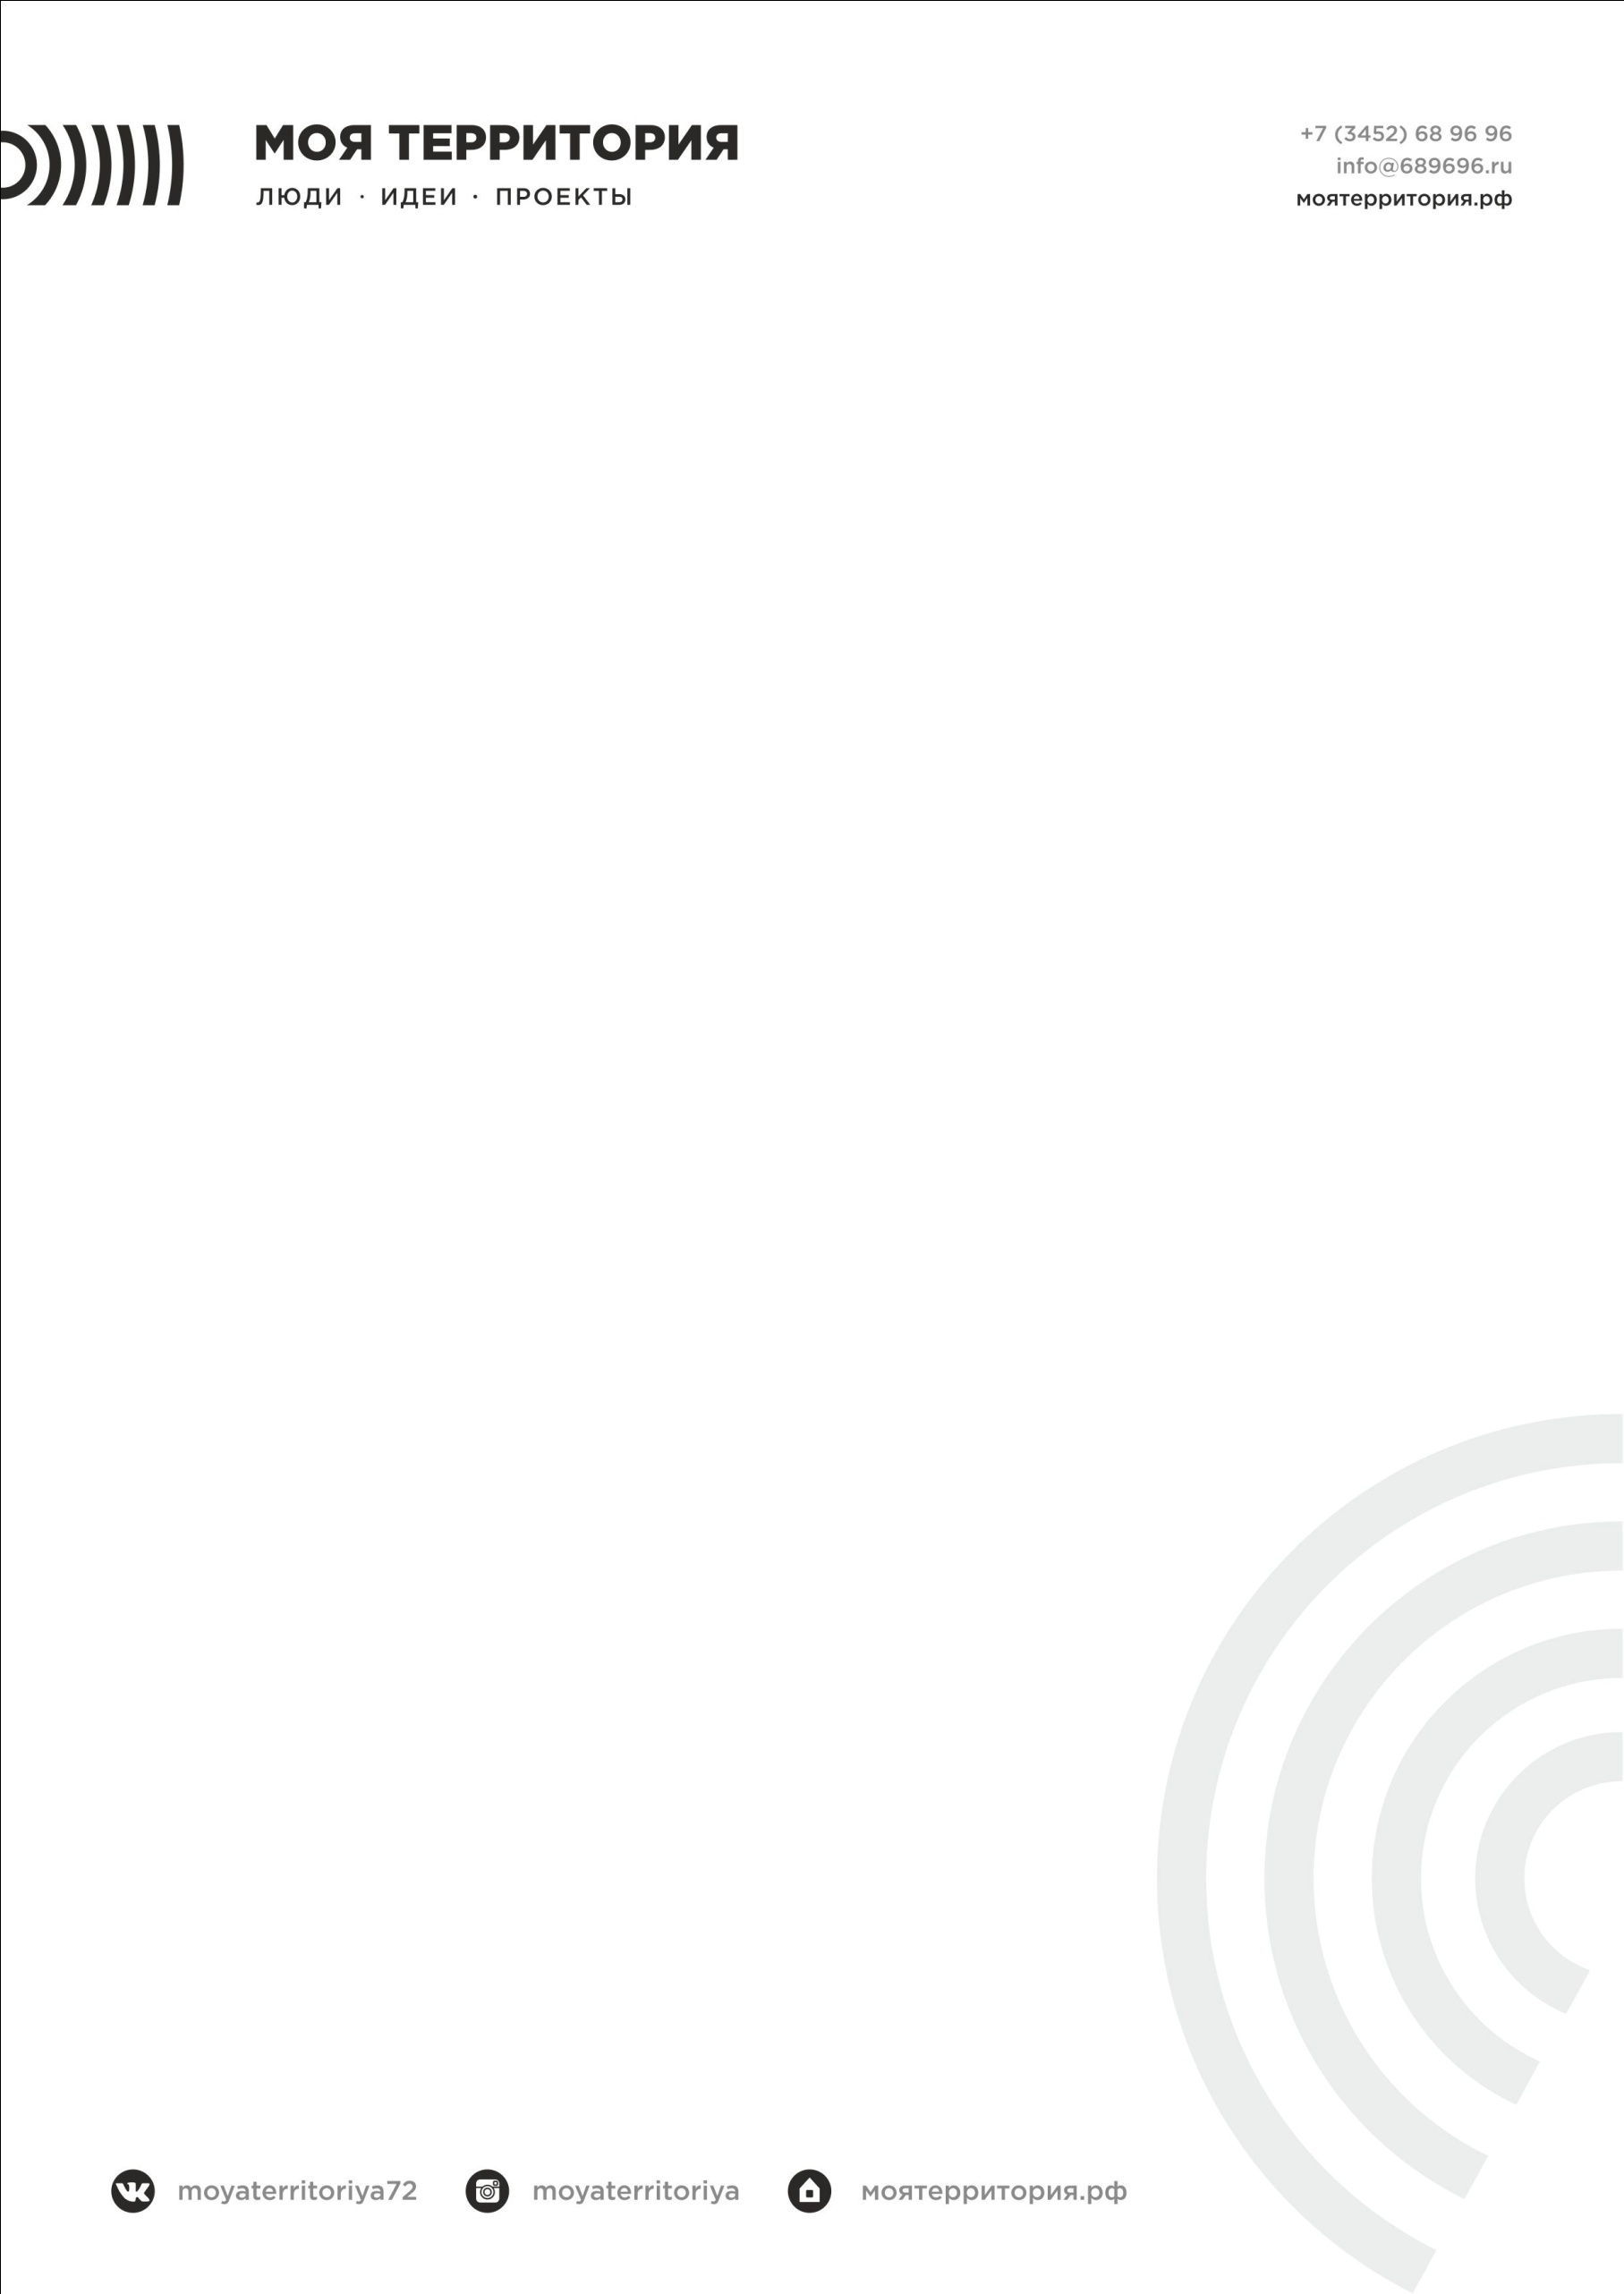 МОЯ ТЕРРИТОРИЯ
ЛЮДИ · ИДЕИ · ПРОЕКТЫ
+7 (3452) 68 96 96
info@689696.ru
моятерритория.рф
moyaterritoriya72
moyaterritoriya
моятерритория.рф